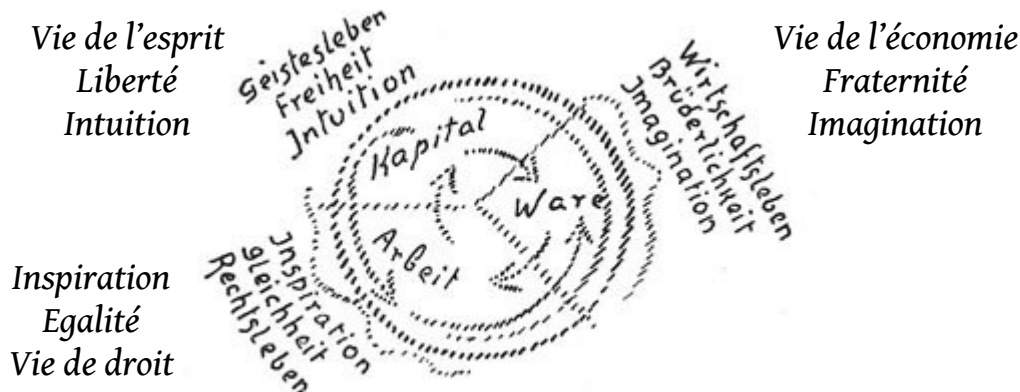 Vie de l'esprit
Liberté
Intuition
Geistesleben
Freiheit
Intuition
Vie de l'économie
Fraternité
Imagination
Wirtschaftsleben
Brüderlichkeit
Imagination
Kapital
Ware
Arbeit
Inspiration
Egalité
Vie de droit
Inspiration
gleichheit
Rechtsleben